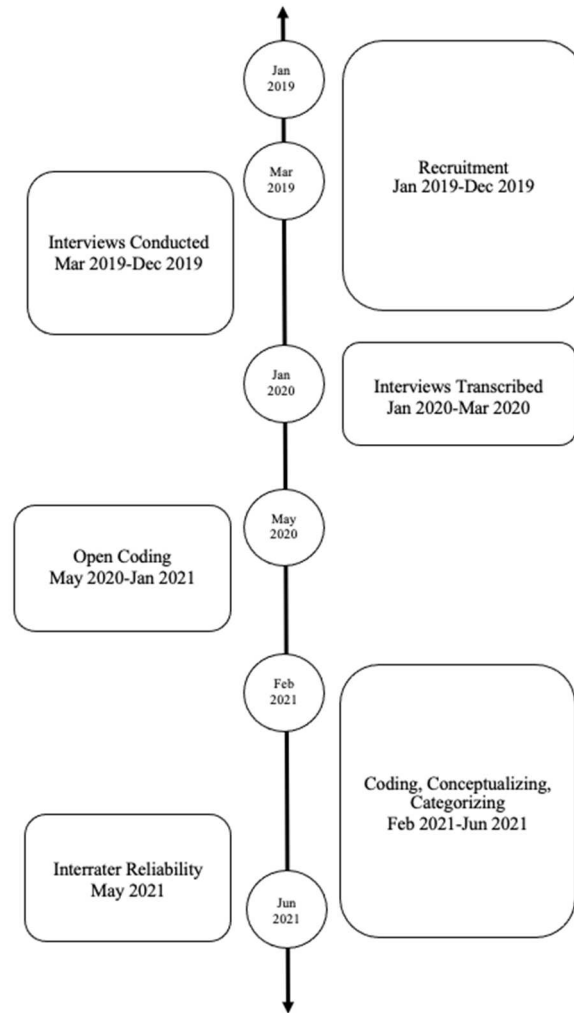 Jan
2019
Recruitment
Jan 2019-Dec 2019
Mar
2019
Interviews Conducted
Mar 2019-Dec 2019
Jan
2020
Interviews Transcribed
Jan 2020-Mar 2020
May
2020
Open Coding
May 2020-Jan 2021
Feb
2021
Coding, Conceptualizing,
Categorizing
Feb 2021-Jun 2021
Interrater Reliability
May 2021
Jun
2021